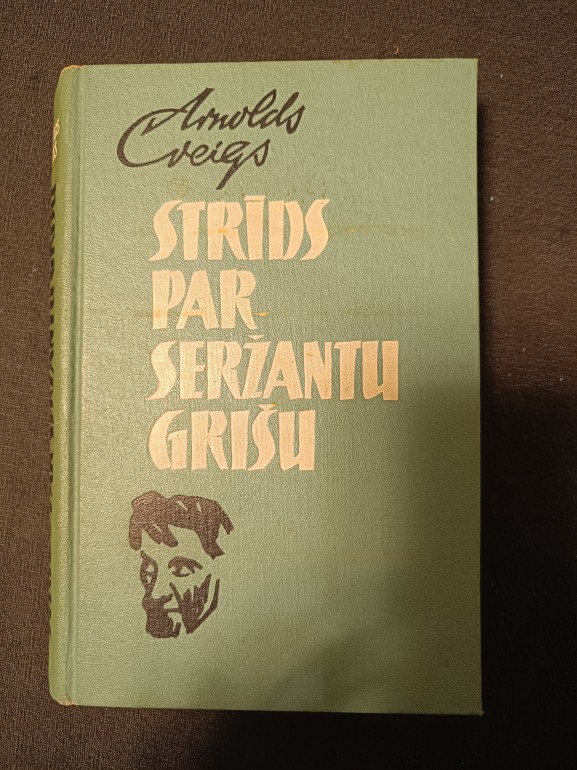 Arnolds
Cveigs
STRĪDS
PAR
SERŽANTU
GRIŠU